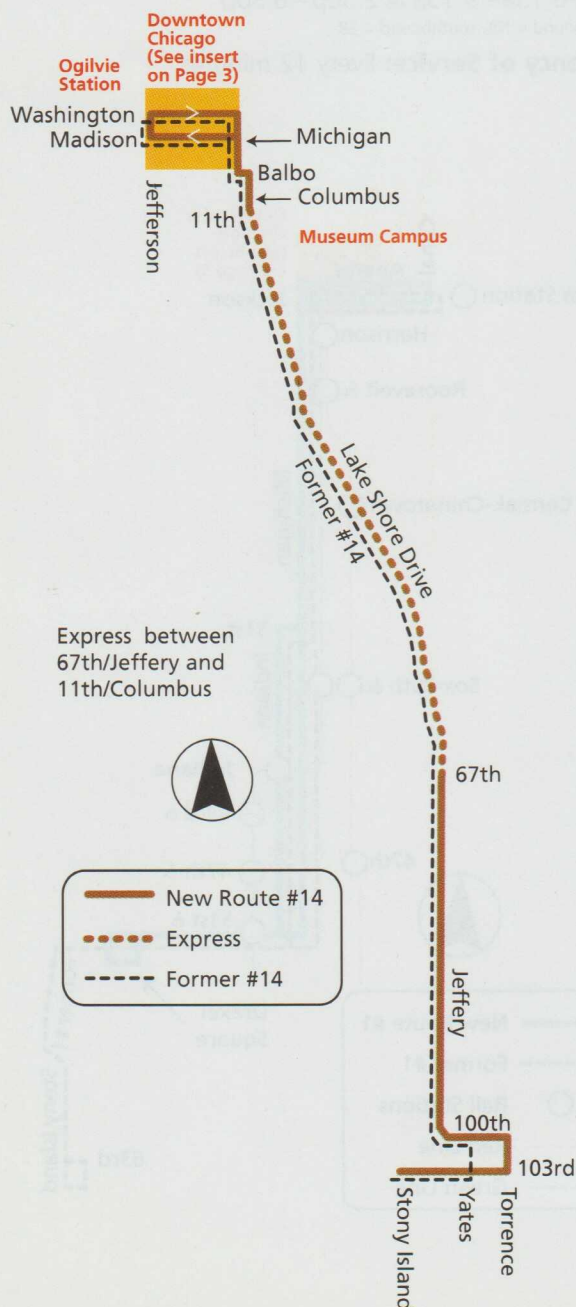 Downtown
Chicago
(See insert
on Page 3)
Ogilvie
Station
Washington
Madison
Michigan
Balbo
Columbus
Jefferson
11th
Museum Campus
Lake Shore Drive
Former #14
Express between
67th/Jeffery and
11th/Columbus
67th
New Route #14
Express
Former #14
Jeffery
100th
103rd
Stony Island
Yates
Torrence